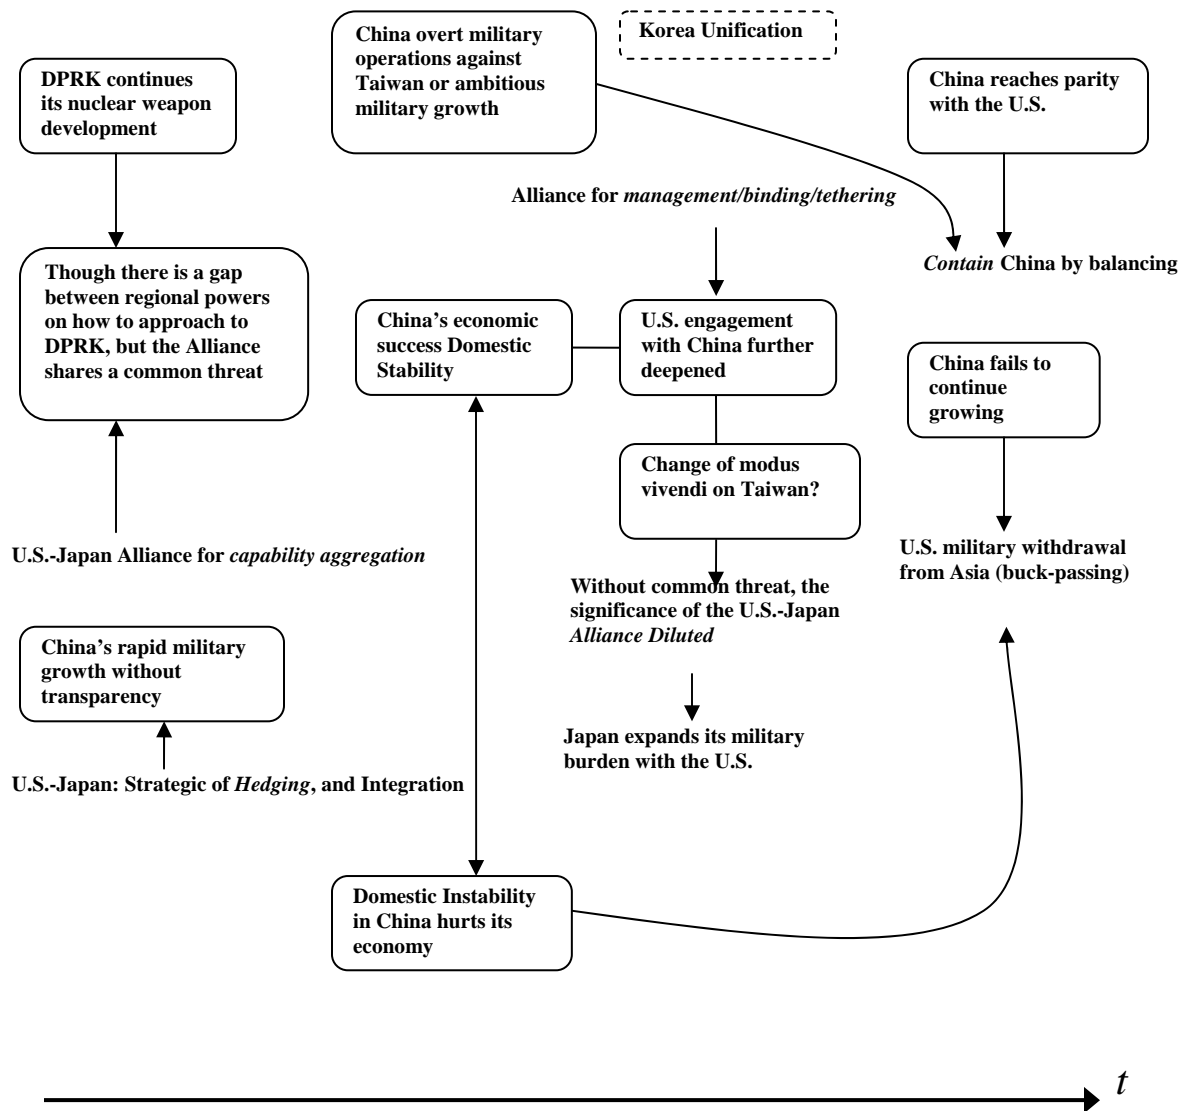 China overt military
operations against
Taiwan or ambitious
military growth
Korea Unification
DPRK continues
its nuclear weapon
development
China reaches parity
with the U.S.
Alliance for management/binding/tethering
Contain China by balancing
Though there is a gap
between regional powers
on how to approach to
DPRK, but the Alliance
shares a common threat
China's economic
success Domestic
Stability
U.S. engagement
with China further
deepened
China fails to
continue
growing
Change of modus
vivendi on Taiwan?
U.S.-Japan Alliance for capability aggregation
U.S. military withdrawal
from Asia (buck-passing)
Without common threat, the
significance of the U.S.-Japan
Alliance Diluted
China's rapid military
growth without
transparency
Japan expands its military
burden with the U.S.
U.S.-Japan: Strategic of Hedging, and Integration
Domestic Instability
in China hurts its
economy
t